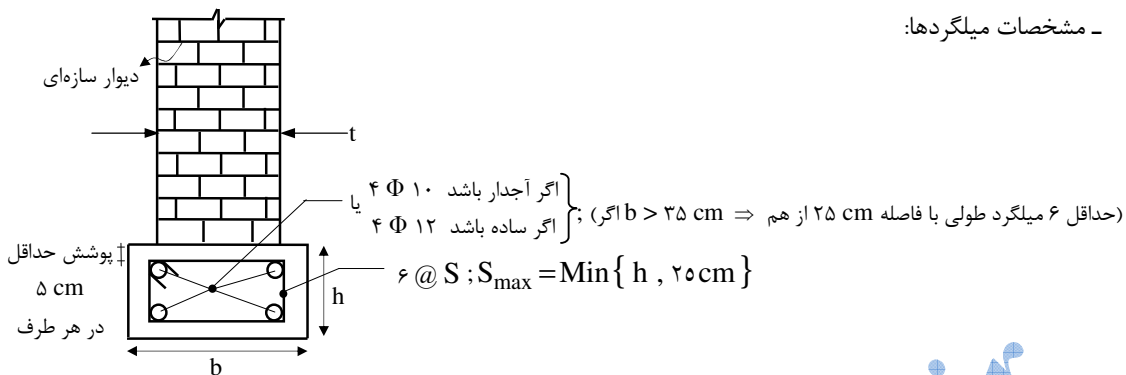 ـ مشخصات میلگردها:
دیوار سازه‌ای
t
۴ Φ ۱۰ اگر آجدار باشد
یا
۴ Φ ۱۲ اگر ساده باشد
; (اگر b > ۳۵ cm ⇒ حداقل ۶ میلگرد طولی با فاصله ۲۵ cm از هم)
پوشش حداقل
۵ cm
در هر طرف
h
۶ @ S ; Smax = Min{ h , ۲۵cm }
b